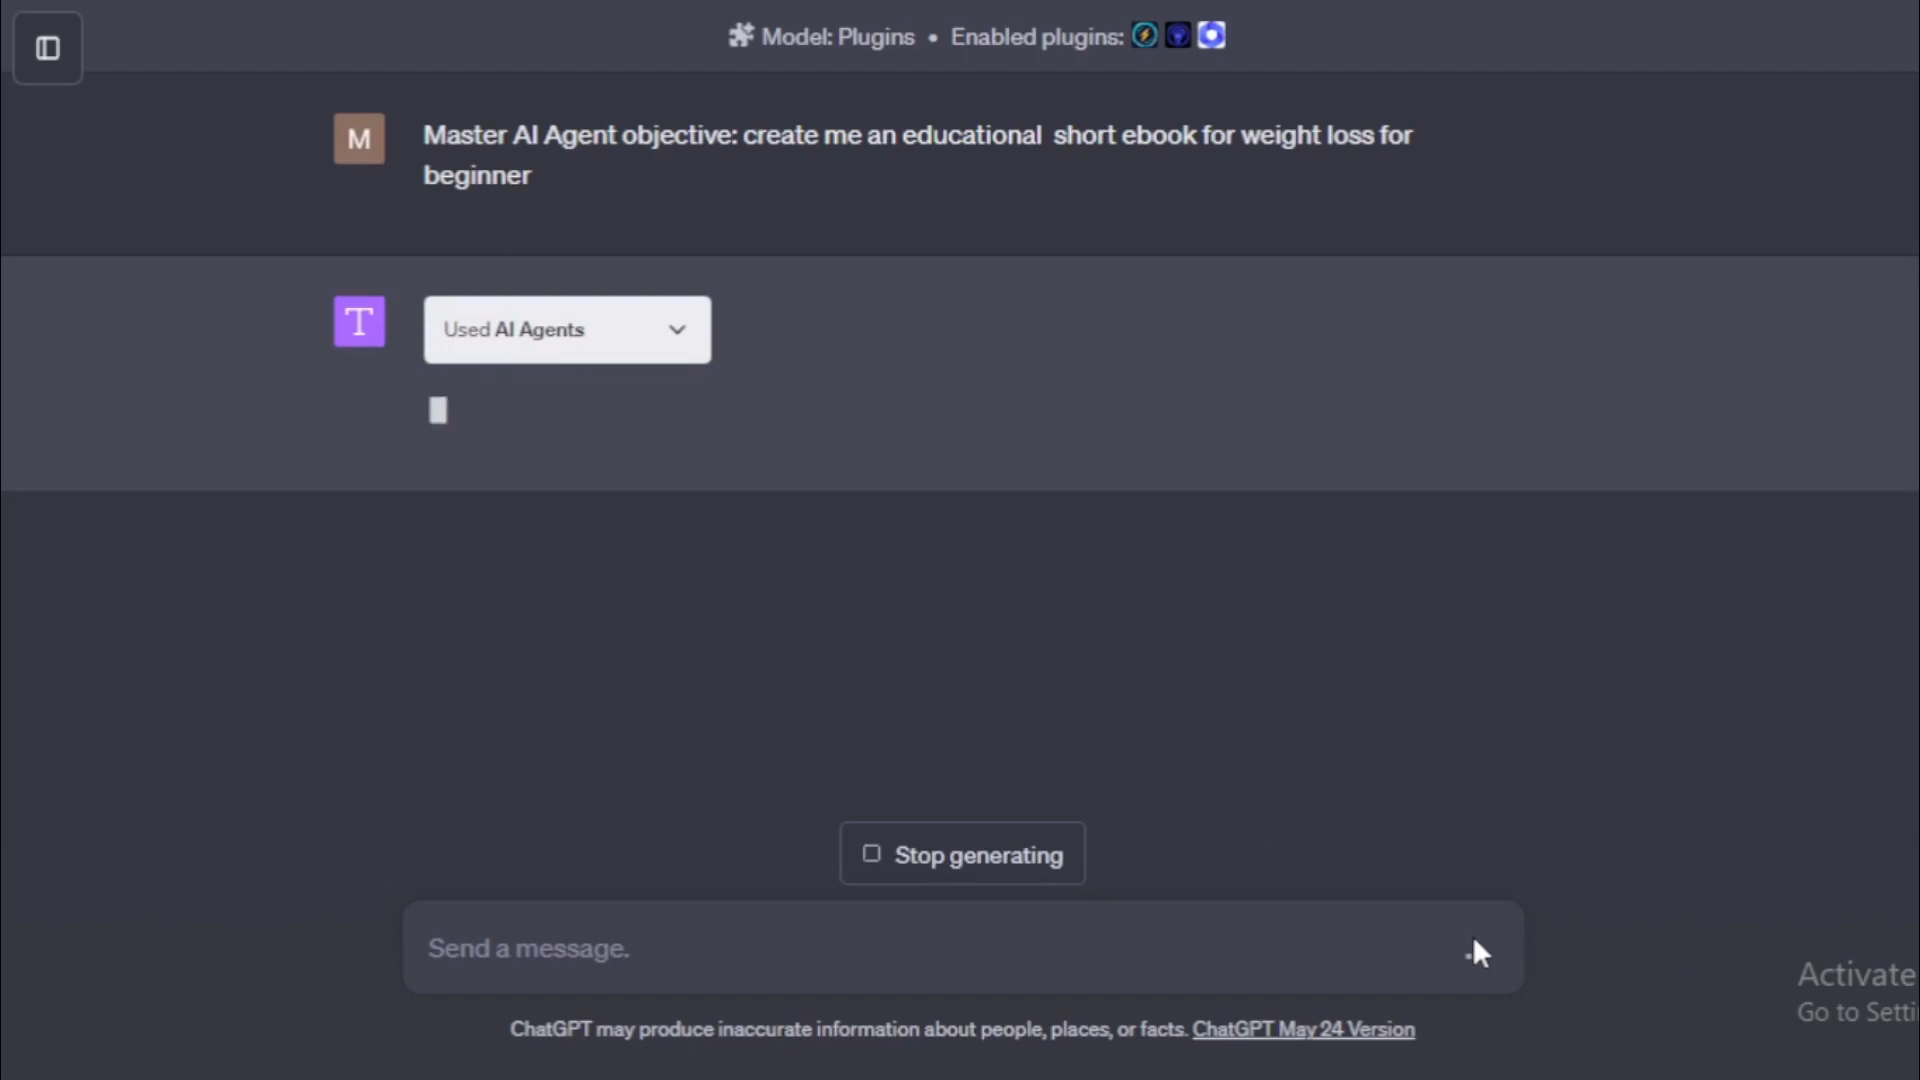 Model: Plugins • Enabled plugins:
M
Master AI Agent objective: create me an educational  short ebook for weight loss for
beginner
T
Used AI Agents
Stop generating
Send a message.
Activate
Go to Setti
ChatGPT may produce inaccurate information about people, places, or facts. ChatGPT May 24 Version